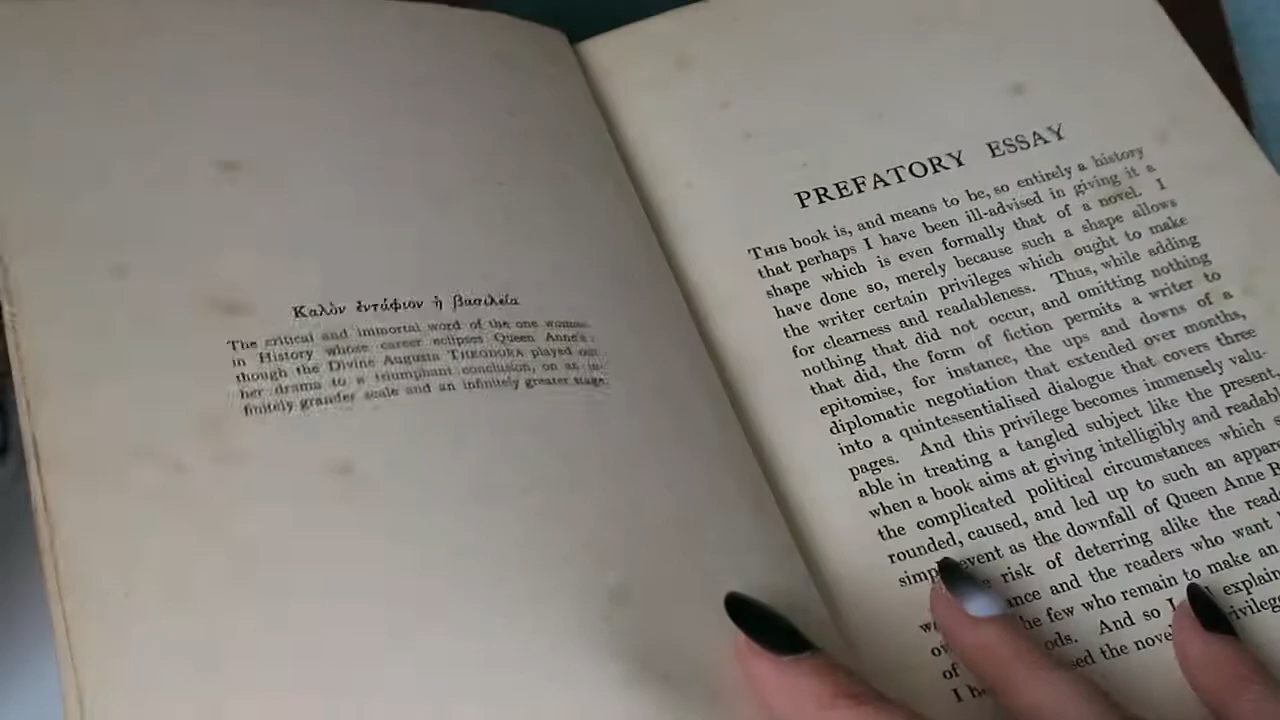 Καλὸν ἐντάφιον ἡ βασιλεία
The critical and immortal word of the one woman
in History whose career eclipses Queen Anne's:
though the Divine Augusta THEODORA played out
her drama to a triumphant conclusion, on an in-
finitely grander scale and an infinitely greater stage.
PREFATORY ESSAY
THIS book is, and means to be, so entirely a history
that perhaps I have been ill-advised in giving it a
shape which is even formally that of a novel. I
have done so, merely because such a shape allows
the writer certain privileges which ought to make
for clearness and readableness. Thus, while adding
nothing that did not occur, and omitting nothing
that did, the form of fiction permits a writer to
epitomise, for instance, the ups and downs of a
diplomatic negotiation that extended over months,
into a quintessentialised dialogue that covers three
pages. And this privilege becomes immensely valu-
able in treating a tangled subject like the present,
when a book aims at giving intelligibly and readabl
the complicated political circumstances which s
rounded, caused, and led up to such an appar
simp event as the downfall of Queen Anne B
risk of deterring alike the read
and the readers who want
he few who remain to make an
And so I explain
sed the nove
of
I h